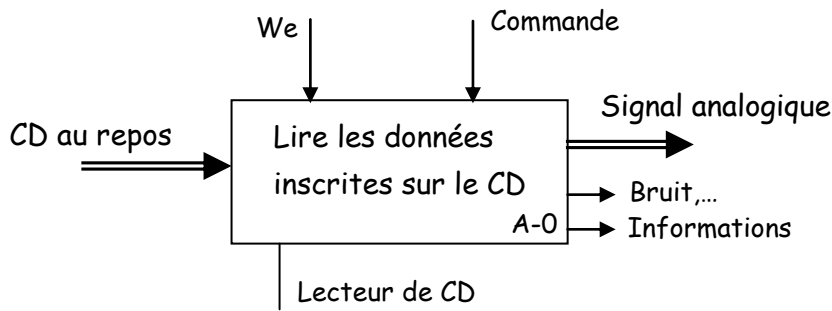 We
Commande
CD au repos
Lire les données
inscrites sur le CD
A-0
Signal analogique
Bruit,...
Informations
Lecteur de CD